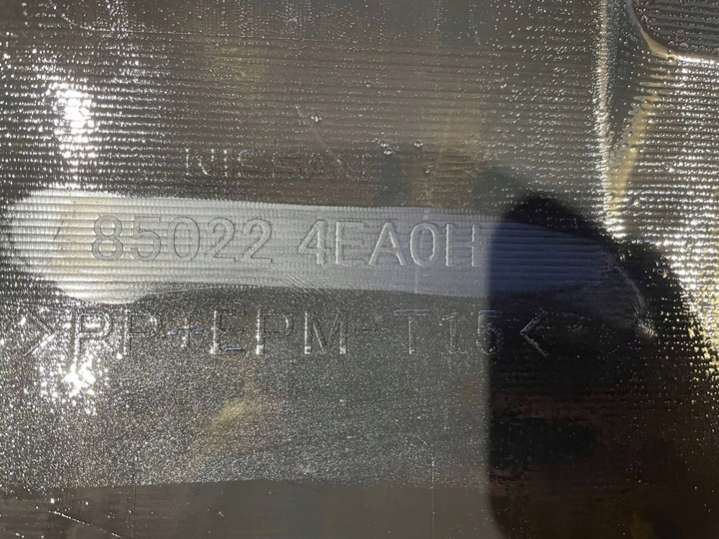 NISSAN
85022 4EA0H
>PP+EPM-T15<